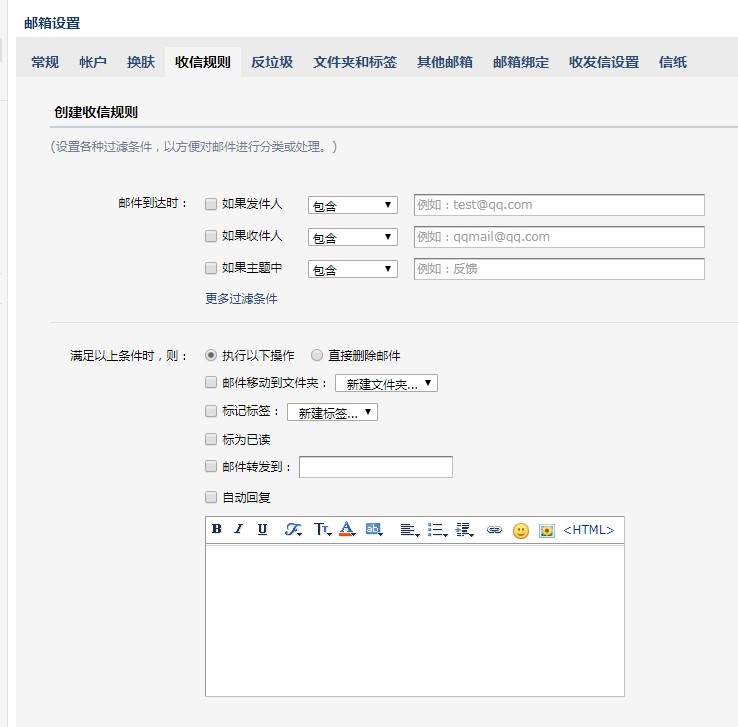 邮箱设置
常规 帐户 换肤 收信规则 反垃圾 文件夹和标签 其他邮箱 邮箱绑定 收发信设置 信纸
创建收信规则
(设置各种过滤条件，以方便对邮件进行分类或处理。)
邮件到达时： 如果发件人 包含 例如：test@qq.com
如果收件人 包含 例如：qqmail@qq.com
如果主题中 包含 例如：反馈
更多过滤条件
满足以上条件时，则： 执行以下操作 直接删除邮件
邮件移动到文件夹： 新建文件夹...
标记标签： 新建标签...
标为已读
邮件转发到：
自动回复
B I U F TT A ab <HTML>